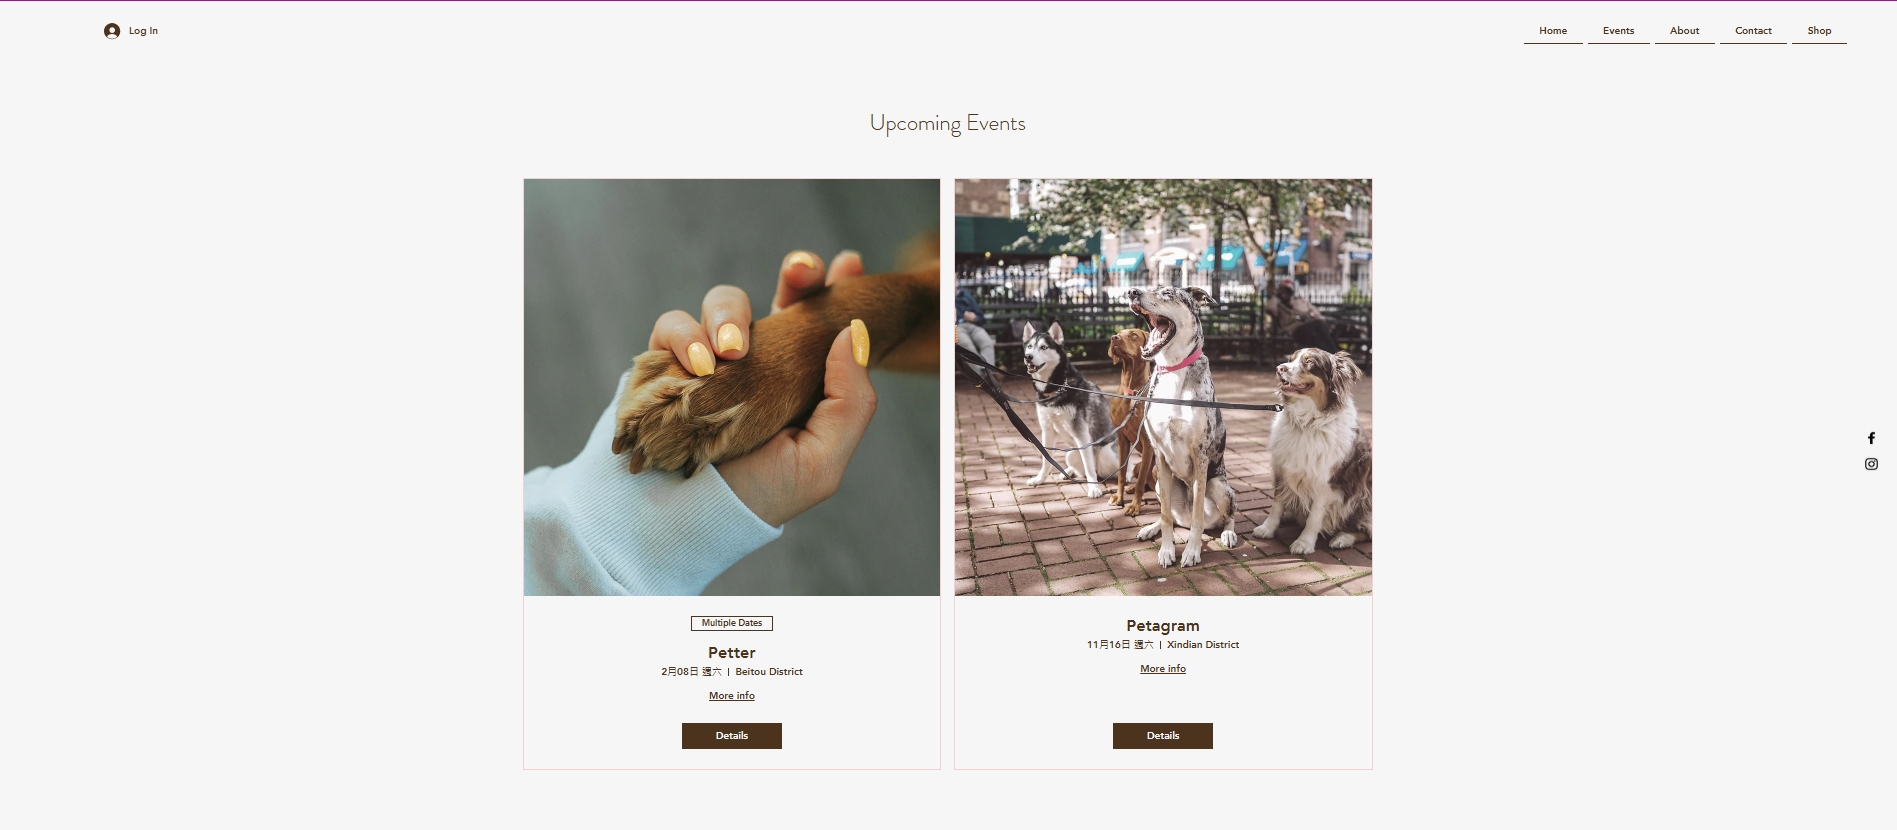 Log In
Home
Events
About
Contact
Shop
Upcoming Events
Multiple Dates
Petter
2月08日 週六 | Beitou District
More info
Details
Petagram
11月16日 週六 | Xindian District
More info
Details